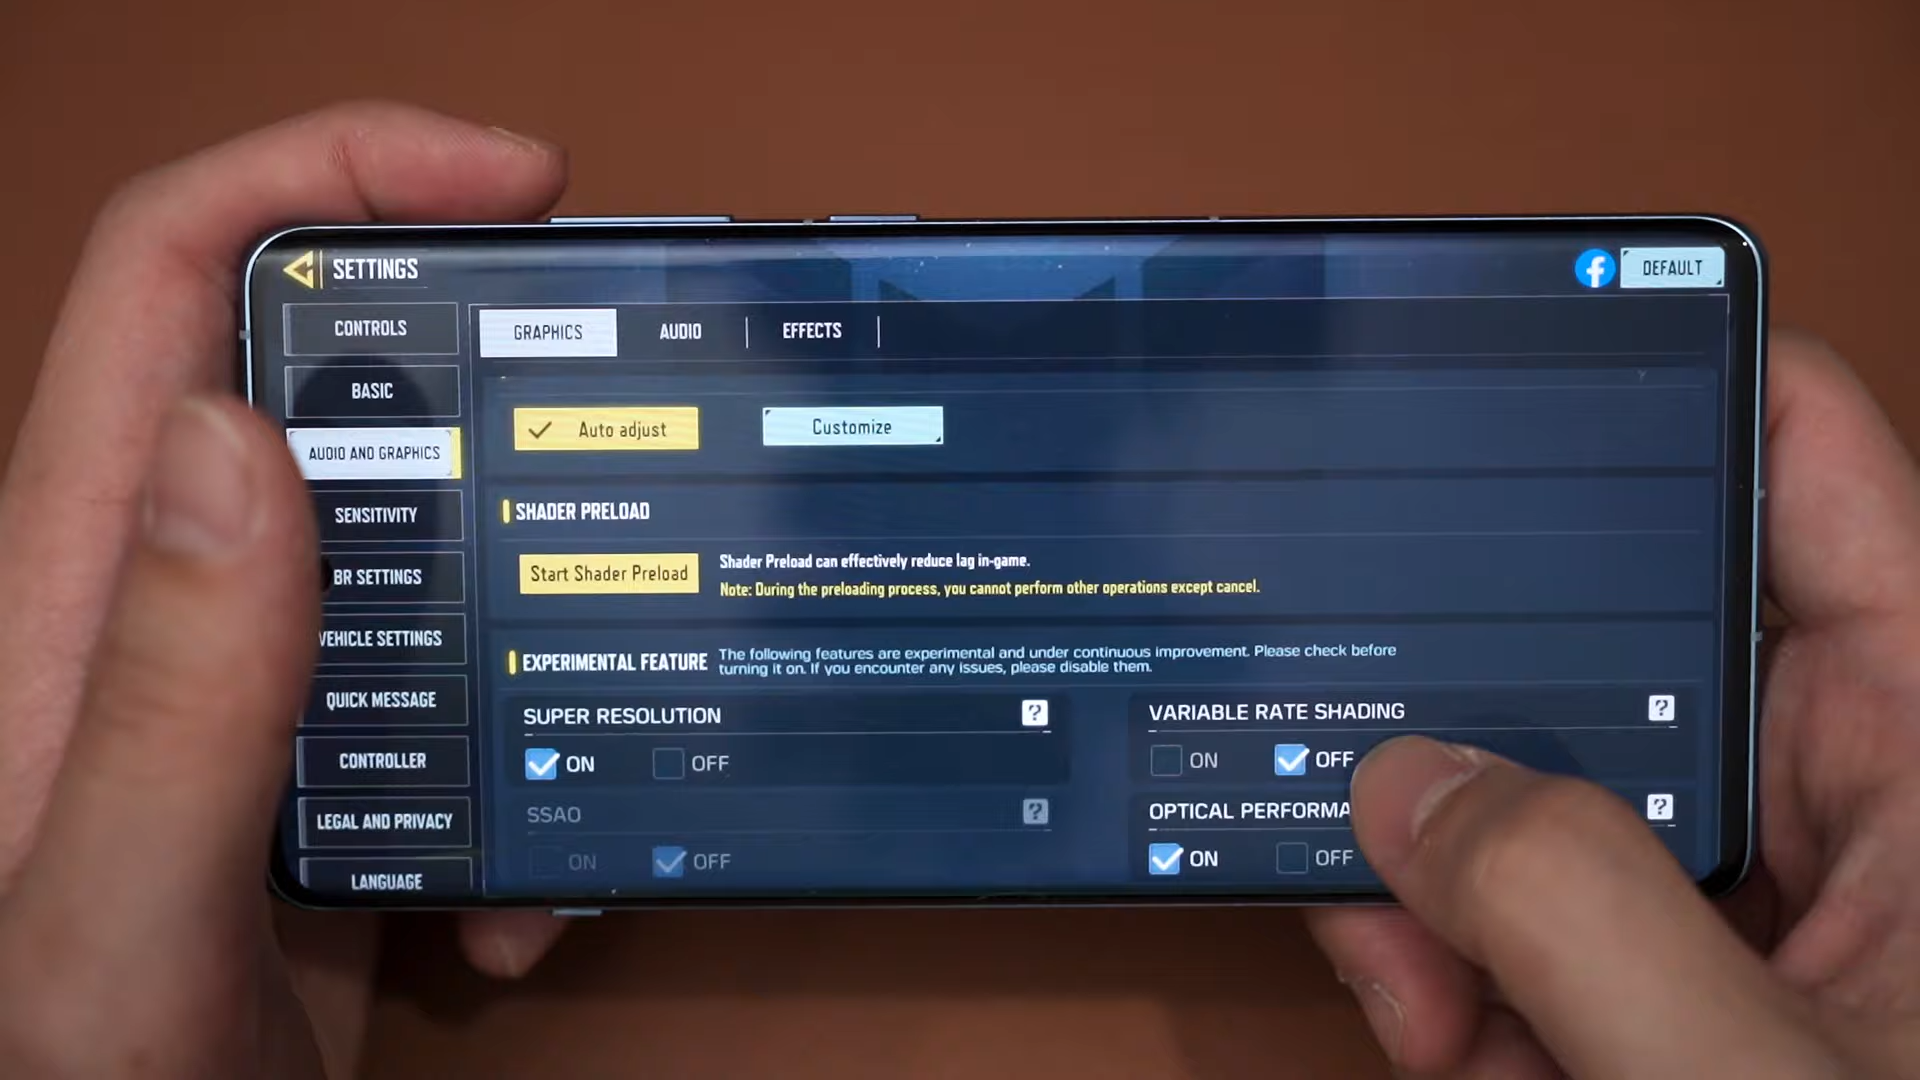 SETTINGS
DEFAULT
CONTROLS
BASIC
AUDIO AND GRAPHICS
SENSITIVITY
BR SETTINGS
VEHICLE SETTINGS
QUICK MESSAGE
CONTROLLER
LEGAL AND PRIVACY
LANGUAGE
GRAPHICS
AUDIO
EFFECTS
Auto adjust
Customize
SHADER PRELOAD
Start Shader Preload
Shader Preload can effectively reduce lag in-game.
Note: During the preloading process, you cannot perform other operations except cancel.
EXPERIMENTAL FEATURE
The following features are experimental and under continuous improvement. Please check before
turning it on. If you encounter any issues, please disable them.
SUPER RESOLUTION
?
ON
OFF
VARIABLE RATE SHADING
?
ON
OFF
SSAO
?
ON
OFF
OPTICAL PERFORMA
?
ON
OFF